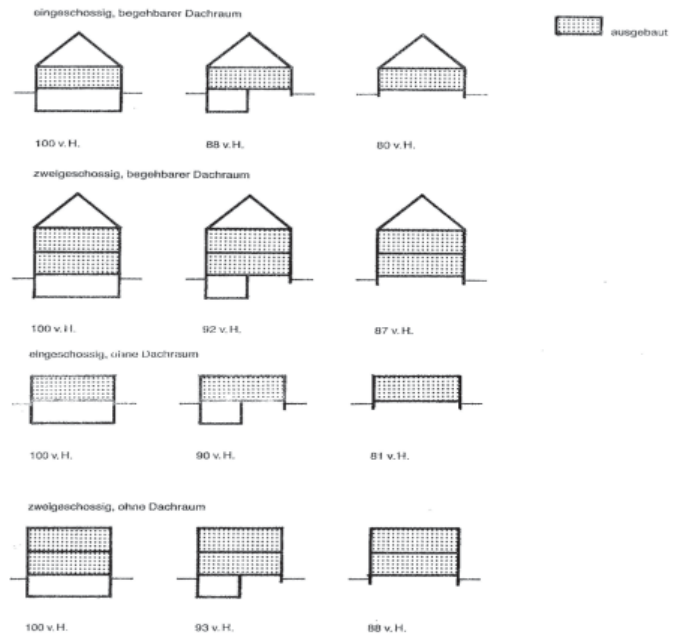 eingeschossig, begehbarer Dachraum
ausgebaut
100 v.H.
88 v.H.
80 v.H.
zweigeschossig, begehbarer Dachraum
100 v.H.
92 v.H.
87 v.H.
eingeschossig, ohne Dachraum
100 v.H.
90 v.H.
81 v.H.
zweigeschossig, ohne Dachraum
100 v.H.
93 v.H.
88 v.H.